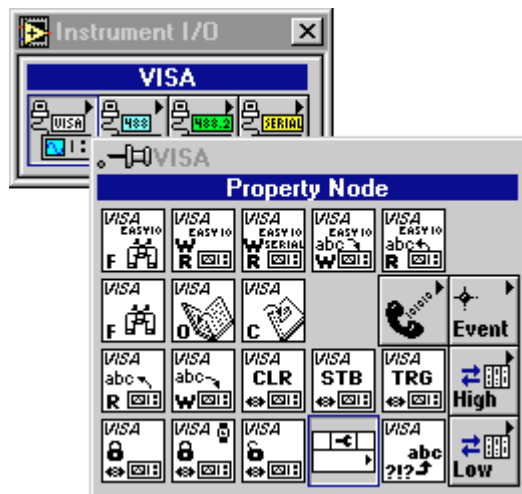 Instrument I/O
VISA
VISA 488 488.2 SERIAL
VISA
Property Node
VISA VISA VISA VISA VISA
EASY IO EASY IO EASY IO EASY IO EASY IO
F W R W SERIAL R abc W abc R
VISA VISA VISA
F O C Event
VISA VISA VISA VISA VISA
abc abc CLR STB TRG
R W High
VISA VISA VISA VISA
abc
?!? Low